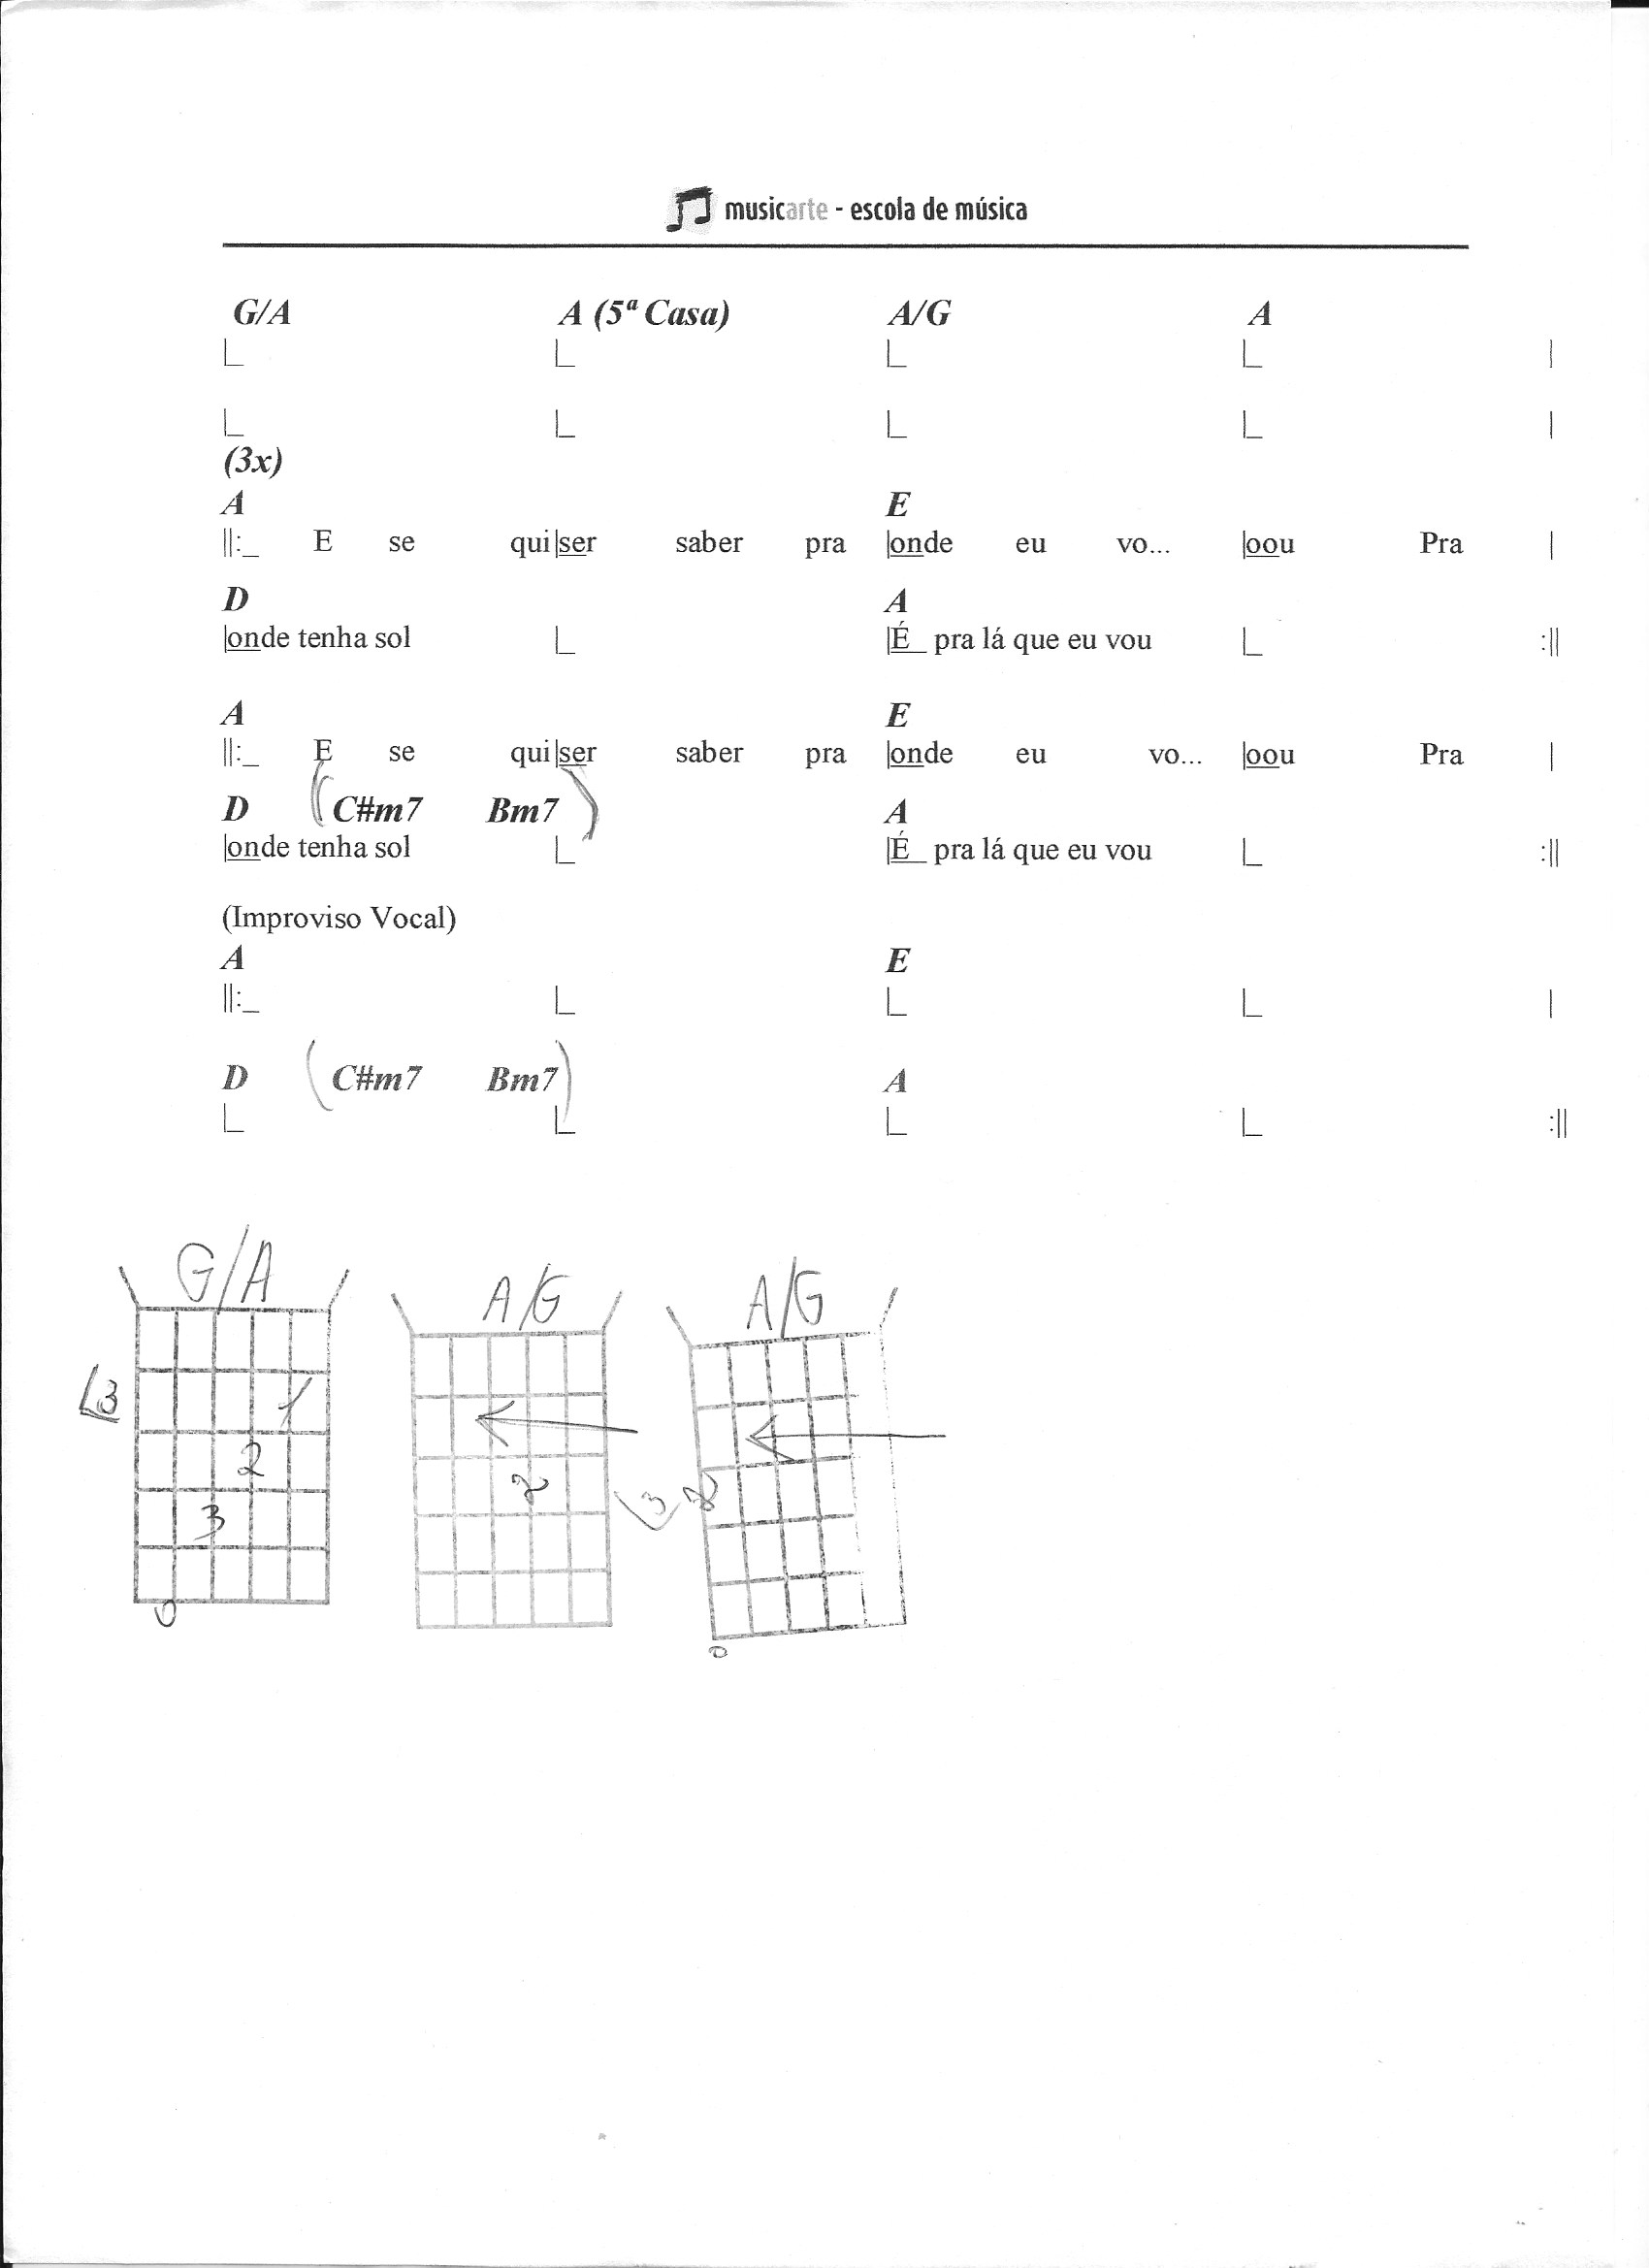 musicarte - escola de música
G/A A (5ª Casa) A/G A
|_ |_ |_ |_ |
|_ |_ |_ |_ |
(3x)
A E
||:_ E se qui|ser saber pra |onde eu vo... |oou Pra |
D A
|onde tenha sol |_ |É pra lá que eu vou |_ :||
A E
||:_ E se qui|ser saber pra |onde eu vo... |oou Pra |
D (C#m7 Bm7) A
|onde tenha sol |_ |É pra lá que eu vou |_ :||
(Improviso Vocal)
A E
||:_ |_ |_ |_ |
D (C#m7 Bm7) A
|_ |_ |_ |_ :||
G/A A/G A/G
3 1
2 2 3 2
3
0 0